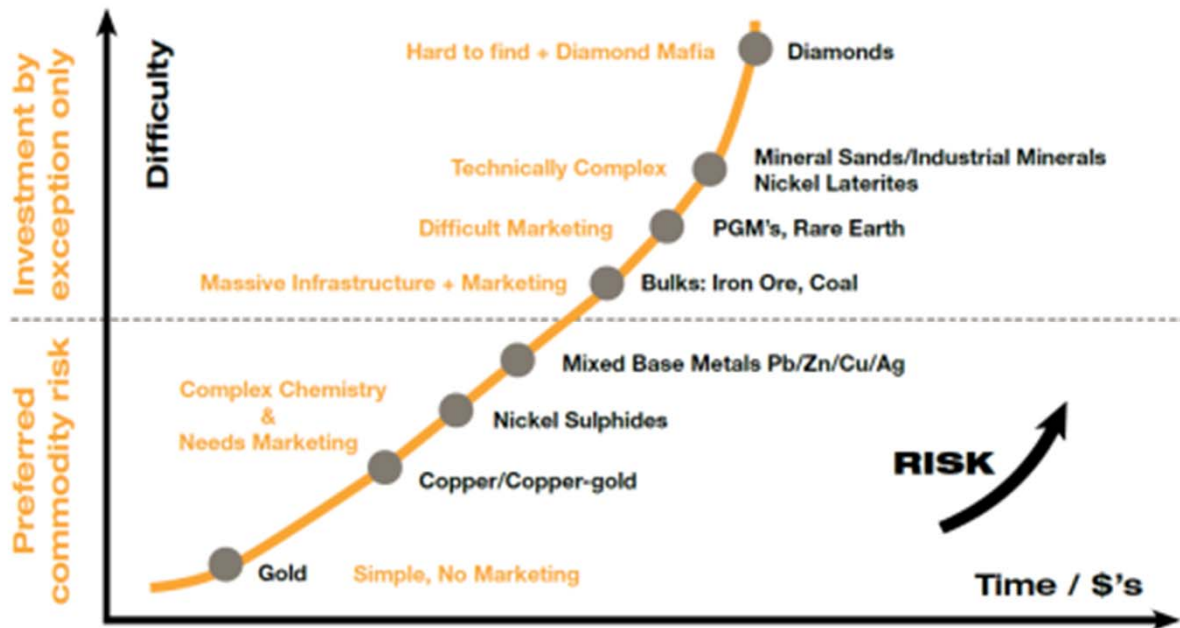 Investment by
exception only
Difficulty
Hard to find + Diamond Mafia
Diamonds
Technically Complex
Mineral Sands/Industrial Minerals
Nickel Laterites
Difficult Marketing
PGM's, Rare Earth
Massive Infrastructure + Marketing
Bulks: Iron Ore, Coal
Preferred
commodity risk
Mixed Base Metals Pb/Zn/Cu/Ag
Complex Chemistry
&
Needs Marketing
Nickel Sulphides
Copper/Copper-gold
RISK
Gold
Simple, No Marketing
Time / $'s